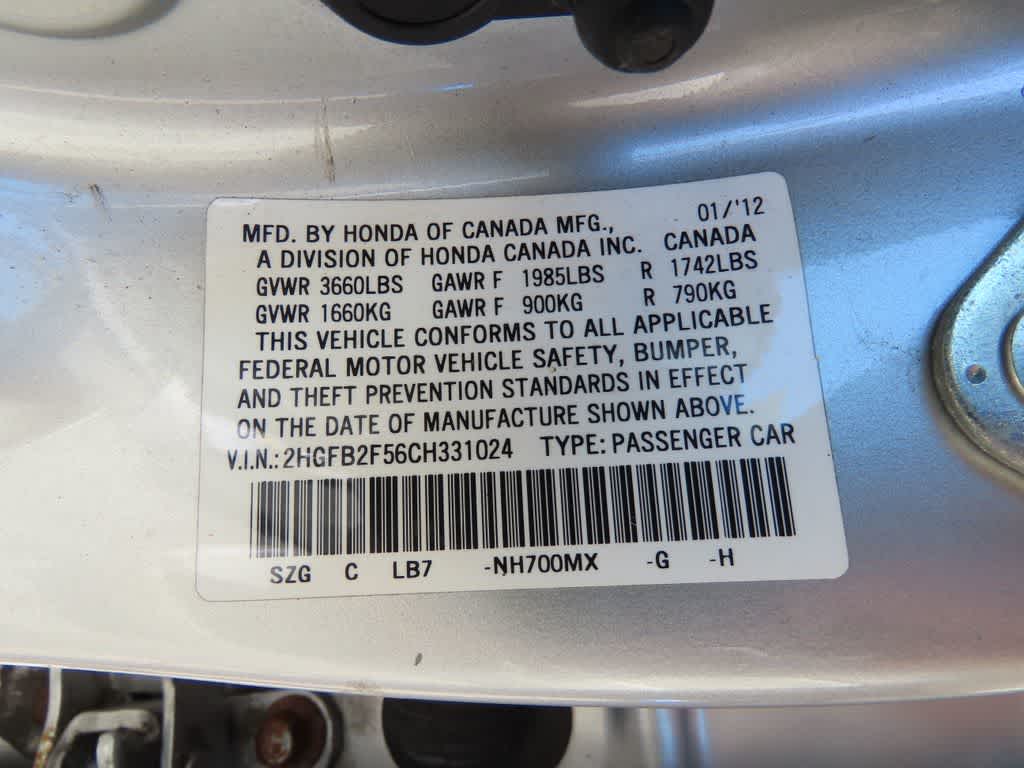 01/'12
MFD. BY HONDA OF CANADA MFG.,
A DIVISION OF HONDA CANADA INC. CANADA
GVWR 3660LBS GAWR F 1985LBS R 1742LBS
GVWR 1660KG GAWR F 900KG R 790KG
THIS VEHICLE CONFORMS TO ALL APPLICABLE
FEDERAL MOTOR VEHICLE SAFETY, BUMPER,
AND THEFT PREVENTION STANDARDS IN EFFECT
ON THE DATE OF MANUFACTURE SHOWN ABOVE.
V.I.N.: 2HGFB2F56CH331024 TYPE: PASSENGER CAR
SZG C LB7 -NH700MX -G -H